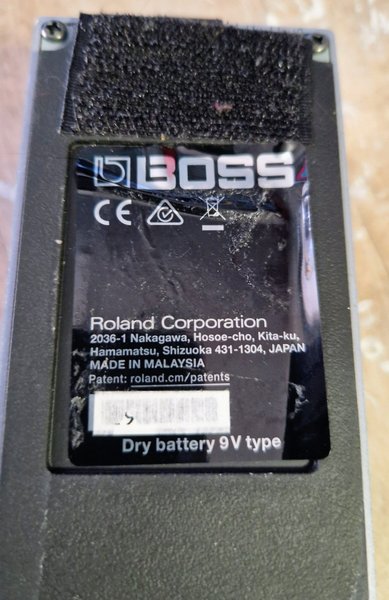 BOSS
CE
Roland Corporation
2036-1 Nakagawa, Hosoe-cho, Kita-ku,
Hamamatsu, Shizuoka 431-1304, JAPAN
MADE IN MALAYSIA
Patent: roland.cm/patents
Dry battery 9V type